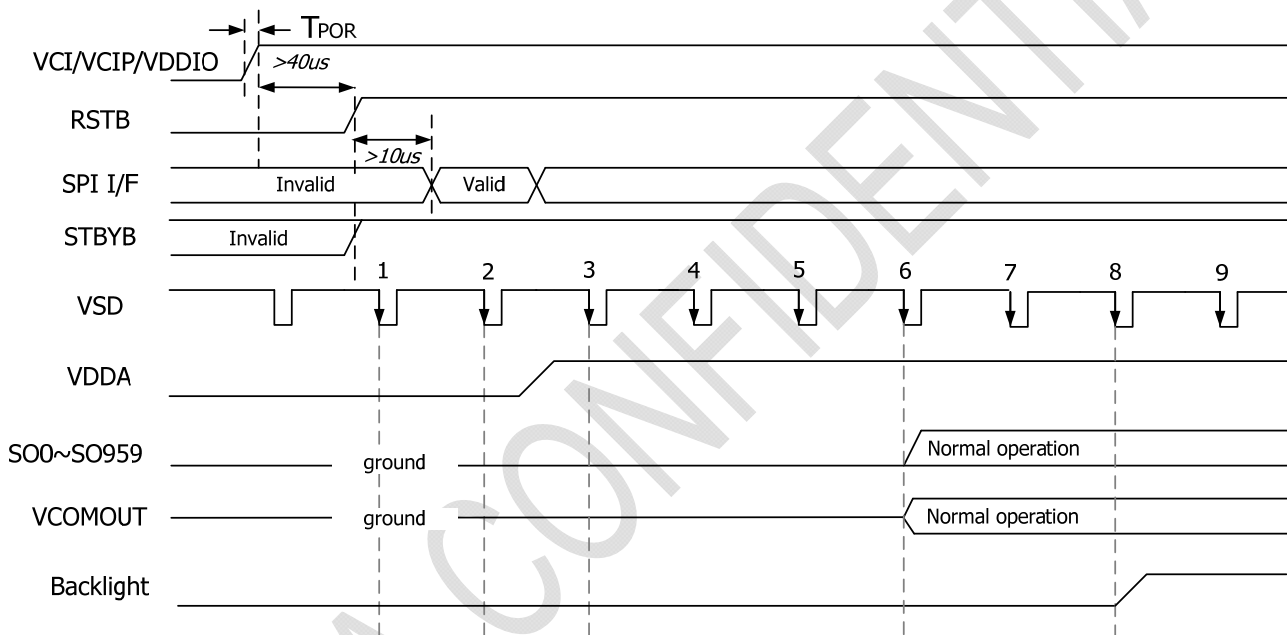 TPOR
VCI/VCIP/VDDIO
>40us
RSTB
>10us
SPI I/F
Invalid
Valid
STBYB
Invalid
1 2 3 4 5 6 7 8 9
VSD
VDDA
SO0~SO959
ground
Normal operation
VCOMOUT
ground
Normal operation
Backlight
A CONFIDENTIA